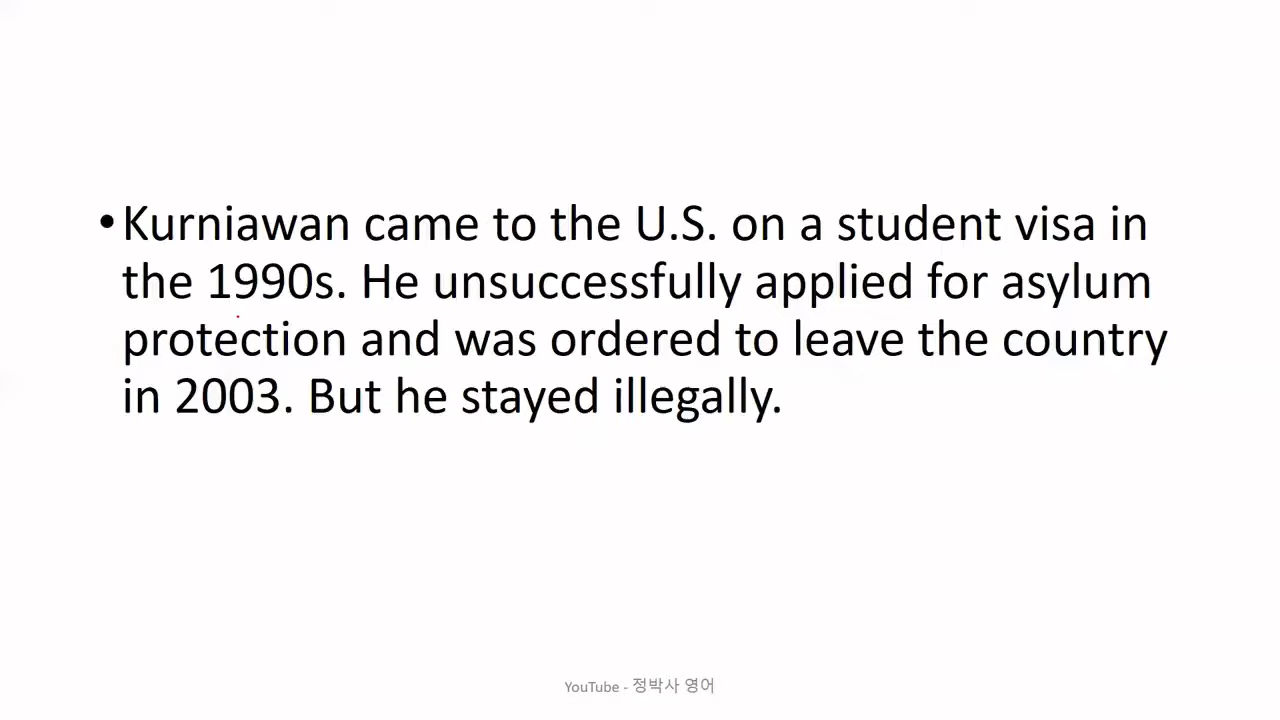 •Kurniawan came to the U.S. on a student visa in
the 1990s. He unsuccessfully applied for asylum
protection and was ordered to leave the country
in 2003. But he stayed illegally.
YouTube - 정박사 영어